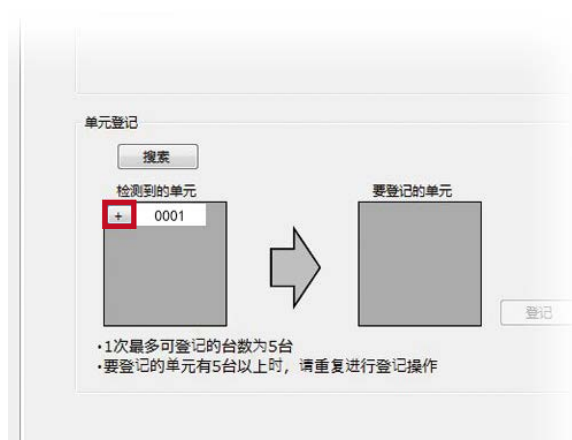 单元登记
搜索
检测到的单元
要登记的单元
+ 0001
登记
·1次最多可登记的台数为5台
·要登记的单元有5台以上时，请重复进行登记操作